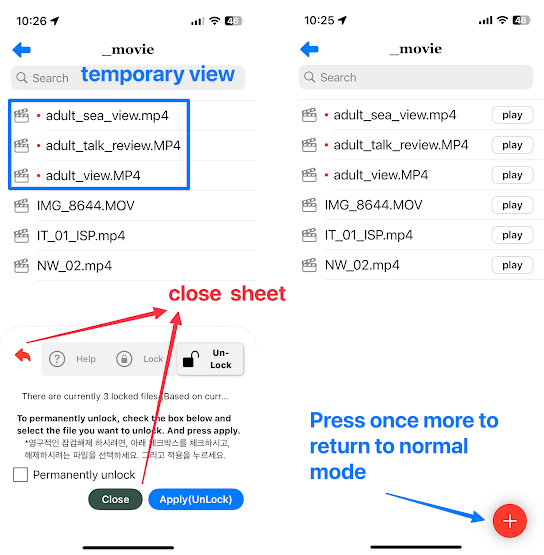 10:26
46
_movie
Search
temporary view
adult_sea_view.mp4
adult_talk_review.MP4
adult_view.MP4
IMG_8644.MOV
IT_01_ISP.mp4
NW_02.mp4
close sheet
Help
Lock
Un-
Lock
There are currently 3 locked files.(Based on curr...
To permanently unlock, check the box below and
select the file you want to unlock. And press apply.
*영구적인 잠겁해제 하시려면, 아래 체크박스를 체크하시고,
해제하시려는 파일을 선택하세요. 그리고 적용을 누르세요.
Permanently unlock
Close
Apply(UnLock)
10:25
46
_movie
Search
adult_sea_view.mp4
play
adult_talk_review.MP4
play
adult_view.MP4
play
IMG_8644.MOV
play
IT_01_ISP.mp4
play
NW_02.mp4
play
Press once more to
return to normal
mode